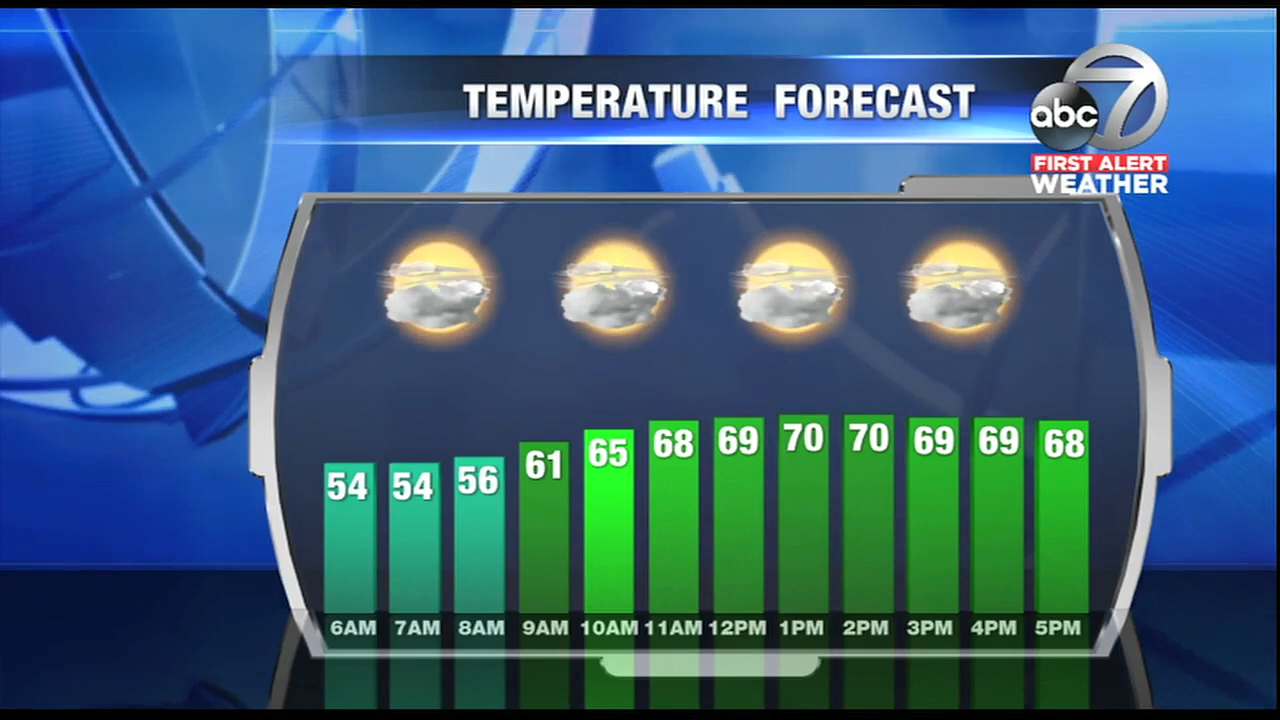 TEMPERATURE FORECAST
abc 7
FIRST ALERT
WEATHER
54 54 56 61 65 68 69 70 70 69 69 68
6AM 7AM 8AM 9AM 10AM 11AM 12PM 1PM 2PM 3PM 4PM 5PM